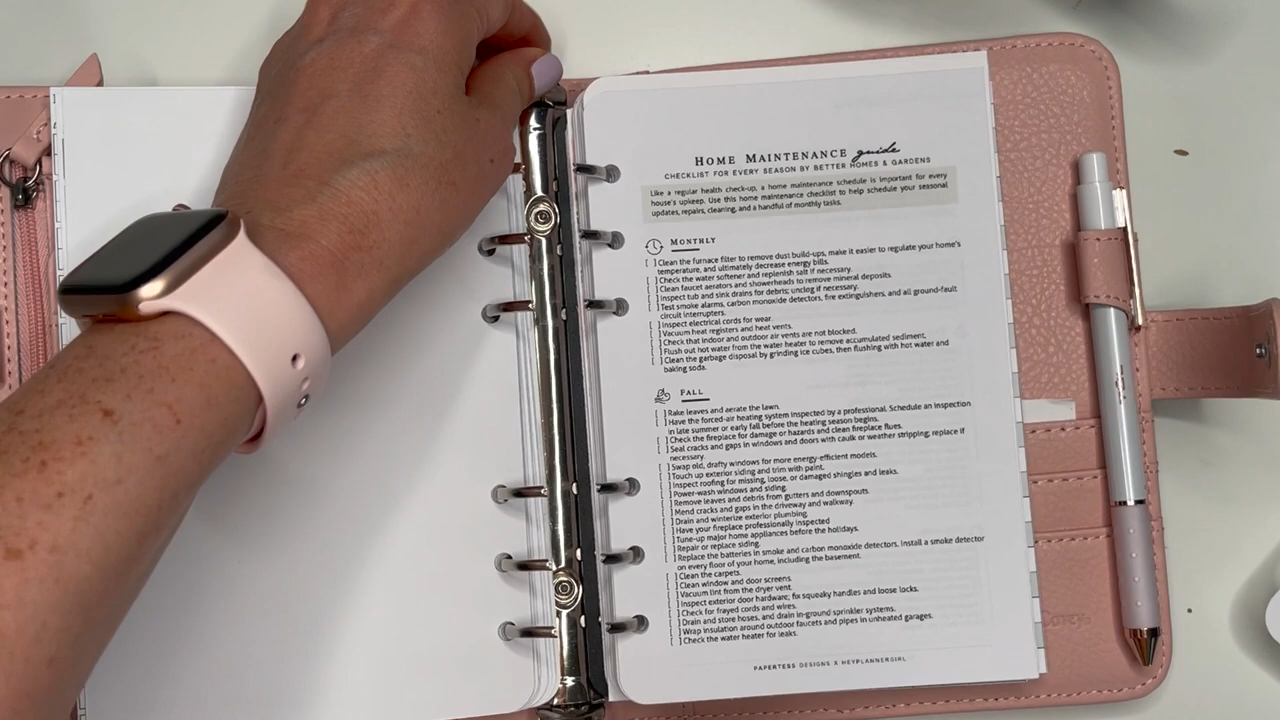 HOME MAINTENANCE guide
CHECKLIST FOR EVERY SEASON BY BETTER HOMES & GARDENS
Like a regular health check-up, a home maintenance schedule is important for every
house's upkeep. Use this home maintenance checklist to help schedule your seasonal
updates, repairs, cleaning, and a handful of monthly tasks.
MONTHLY
[ ] Clean the furnace filter to remove dust build-ups, make it easier to regulate your home's
temperature, and ultimately decrease energy bills.
[ ] Check the water softener and replenish salt if necessary.
[ ] Clean faucet aerators and showerheads to remove mineral deposits.
[ ] Inspect tub and sink drains for debris; unclog if necessary.
[ ] Test smoke alarms, carbon monoxide detectors, fire extinguishers, and all ground-fault
circuit interrupters.
[ ] Inspect electrical cords for wear.
[ ] Vacuum heat registers and heat vents.
[ ] Check that indoor and outdoor air vents are not blocked.
[ ] Flush out hot water from the water heater to remove accumulated sediment.
[ ] Clean the garbage disposal by grinding ice cubes, then flushing with hot water and
baking soda.
FALL
[ ] Rake leaves and aerate the lawn.
[ ] Have the forced-air heating system inspected by a professional. Schedule an inspection
in late summer or early fall before the heating season begins.
[ ] Check the fireplace for damage or hazards and clean fireplace flues.
[ ] Seal cracks and gaps in windows and doors with caulk or weather stripping; replace if
necessary.
[ ] Swap old, drafty windows for more energy-efficient models.
[ ] Touch up exterior siding and trim with paint.
[ ] Inspect roofing for missing, loose, or damaged shingles and leaks.
[ ] Power-wash windows and siding.
[ ] Remove leaves and debris from gutters and downspouts.
[ ] Mend cracks and gaps in the driveway and walkway.
[ ] Drain and winterize exterior plumbing.
[ ] Have your fireplace professionally inspected
[ ] Tune-up major home appliances before the holidays.
[ ] Repair or replace siding.
[ ] Replace the batteries in smoke and carbon monoxide detectors. Install a smoke detector
on every floor of your home, including the basement.
[ ] Clean the carpets.
[ ] Clean window and door screens.
[ ] Vacuum lint from the dryer vent.
[ ] Inspect exterior door hardware; fix squeaky handles and loose locks.
[ ] Check for frayed cords and wires.
[ ] Drain and store hoses, and drain in-ground sprinkler systems.
[ ] Wrap insulation around outdoor faucets and pipes in unheated garages.
[ ] Check the water heater for leaks.
PAPERTESS DESIGNS X HEYPLANNERGIRL